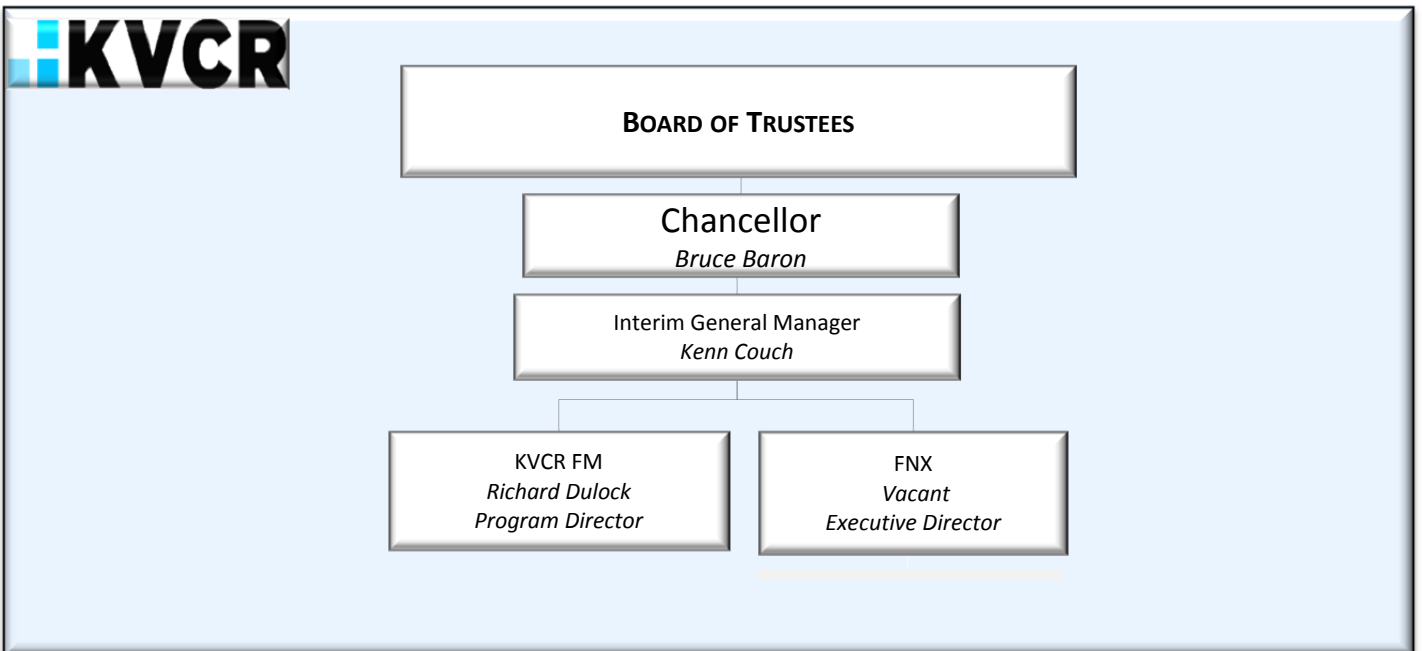 KVCR
BOARD OF TRUSTEES
Chancellor
Bruce Baron
Interim General Manager
Kenn Couch
KVCR FM
Richard Dulock
Program Director
FNX
Vacant
Executive Director